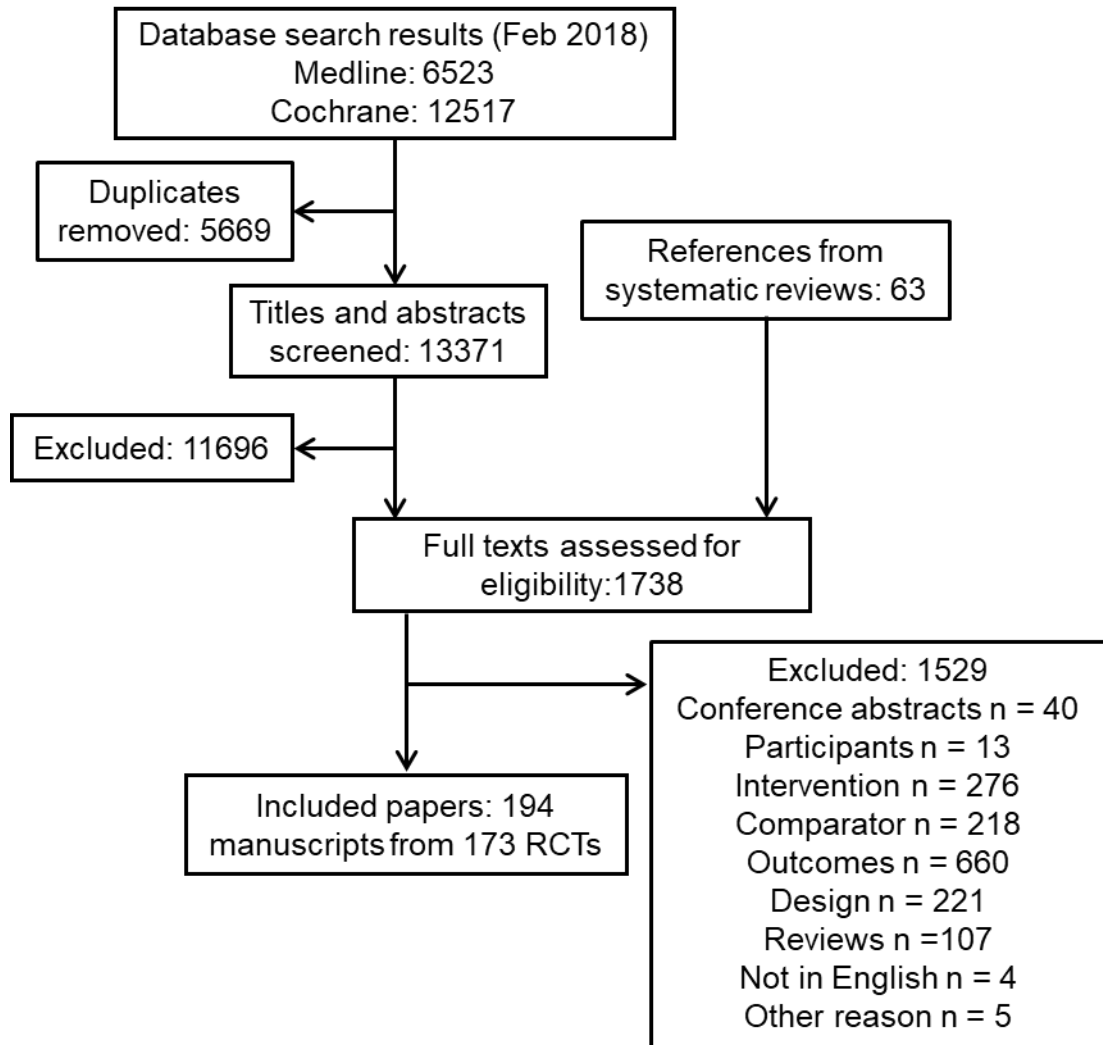 Database search results (Feb 2018)
Medline: 6523
Cochrane: 12517
Duplicates
removed: 5669
References from
systematic reviews: 63
Titles and abstracts
screened: 13371
Excluded: 11696
Full texts assessed for
eligibility:1738
Excluded: 1529
Conference abstracts n = 40
Participants n = 13
Intervention n = 276
Comparator n = 218
Outcomes n = 660
Design n = 221
Reviews n =107
Not in English n = 4
Other reason n = 5
Included papers: 194
manuscripts from 173 RCTs